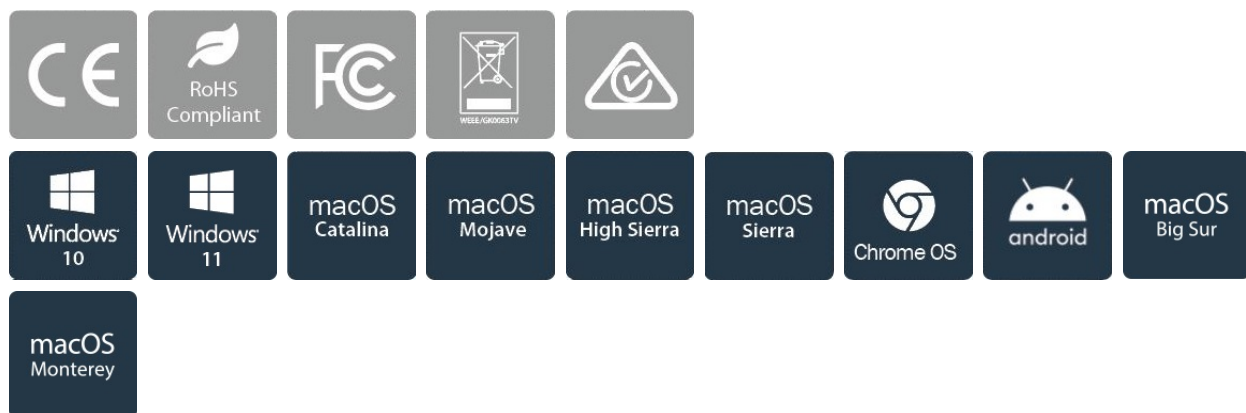 CE
RoHS
Compliant
FC
WEEE/GK0083TV
Windows
10
Windows
11
macOS
Catalina
macOS
Mojave
macOS
High Sierra
macOS
Sierra
Chrome OS
android
macOS
Big Sur
macOS
Monterey